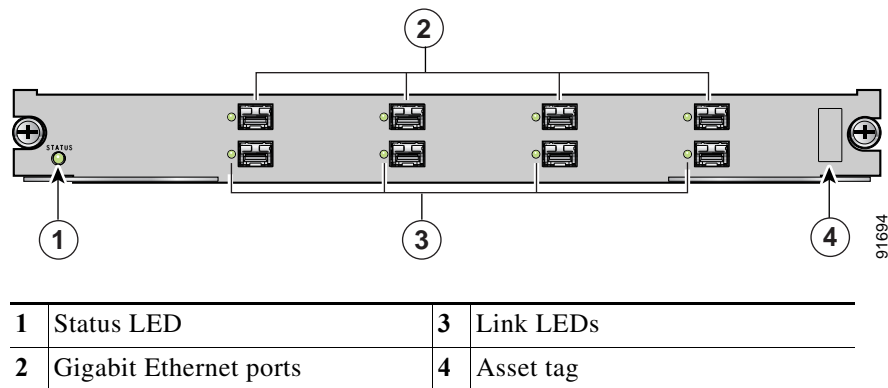 2
STATUS
1
3
4
91694
1 Status LED 3 Link LEDs
2 Gigabit Ethernet ports 4 Asset tag